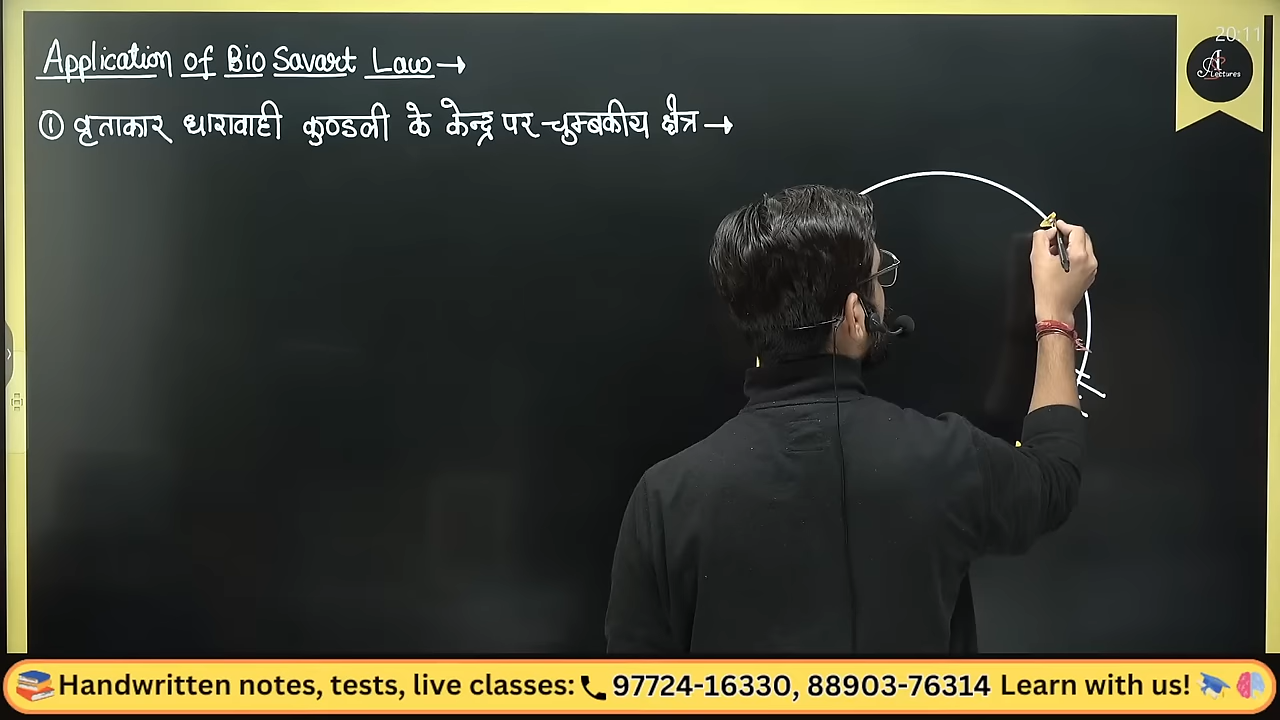 20:11
Application of Bio Savart Law →
① वृताकार धारावाही कुण्डली के केन्द्र पर चुम्बकीय क्षेत्र →
Lectures
Handwritten notes, tests, live classes: 97724-16330, 88903-76314 Learn with us!